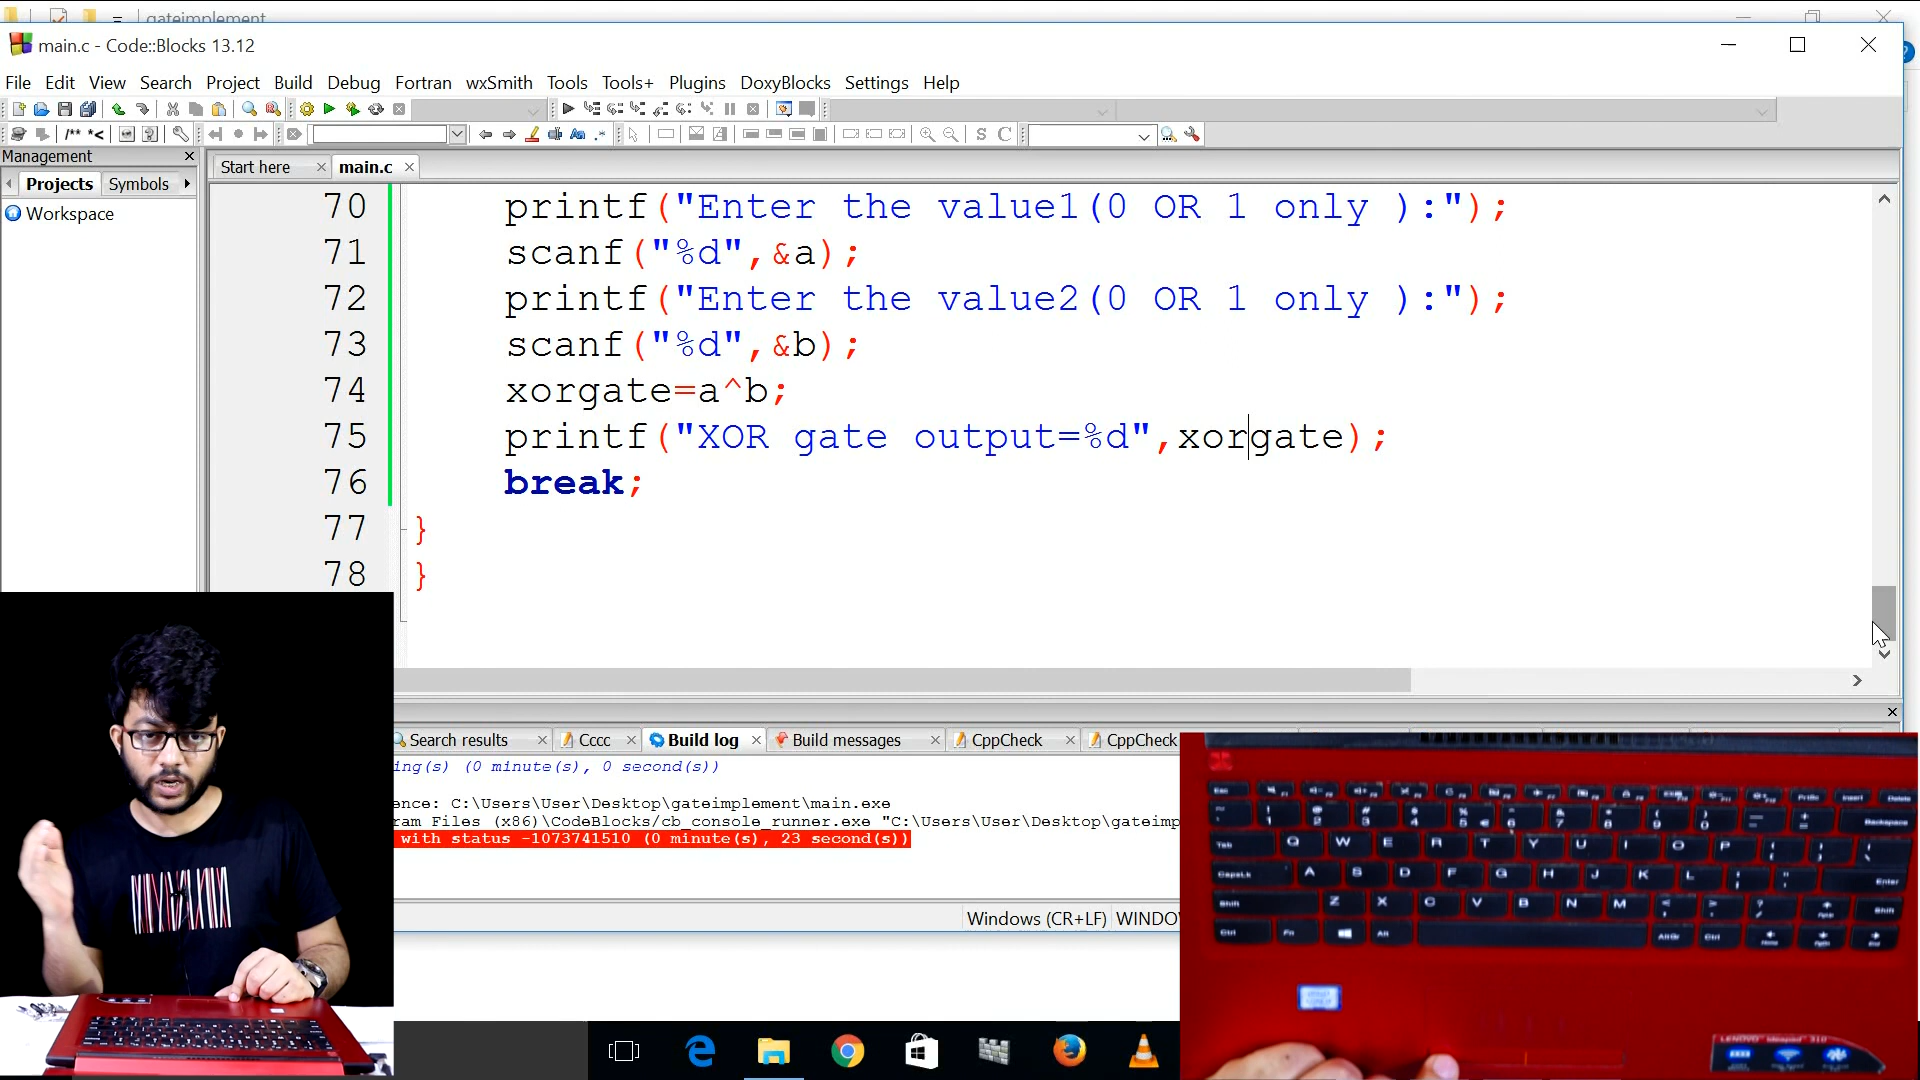 gateimplement
main.c - Code::Blocks 13.12
File Edit View Search Project Build Debug Fortran wxSmith Tools Tools+ Plugins DoxyBlocks Settings Help
/** *<
S C
Management
Projects Symbols
Workspace
Start here main.c
70 printf("Enter the value1(0 OR 1 only ):");
71 scanf("%d",&a);
72 printf("Enter the value2(0 OR 1 only ):");
73 scanf("%d",&b);
74 xorgate=a^b;
75 printf("XOR gate output=%d",xorgate);
76 break;
77 }
78 }
Search results Cccc Build log Build messages CppCheck CppCheck
ing(s) (0 minute(s), 0 second(s))
ence: C:\Users\User\Desktop\gateimplement\main.exe
ram Files (x86)\CodeBlocks/cb_console_runner.exe "C:\Users\User\Desktop\gateimp
with status -1073741510 (0 minute(s), 23 second(s))
Windows (CR+LF) WINDO
Q W E R T Y U I O P
A S D F G H J K L
Z X C V B N M